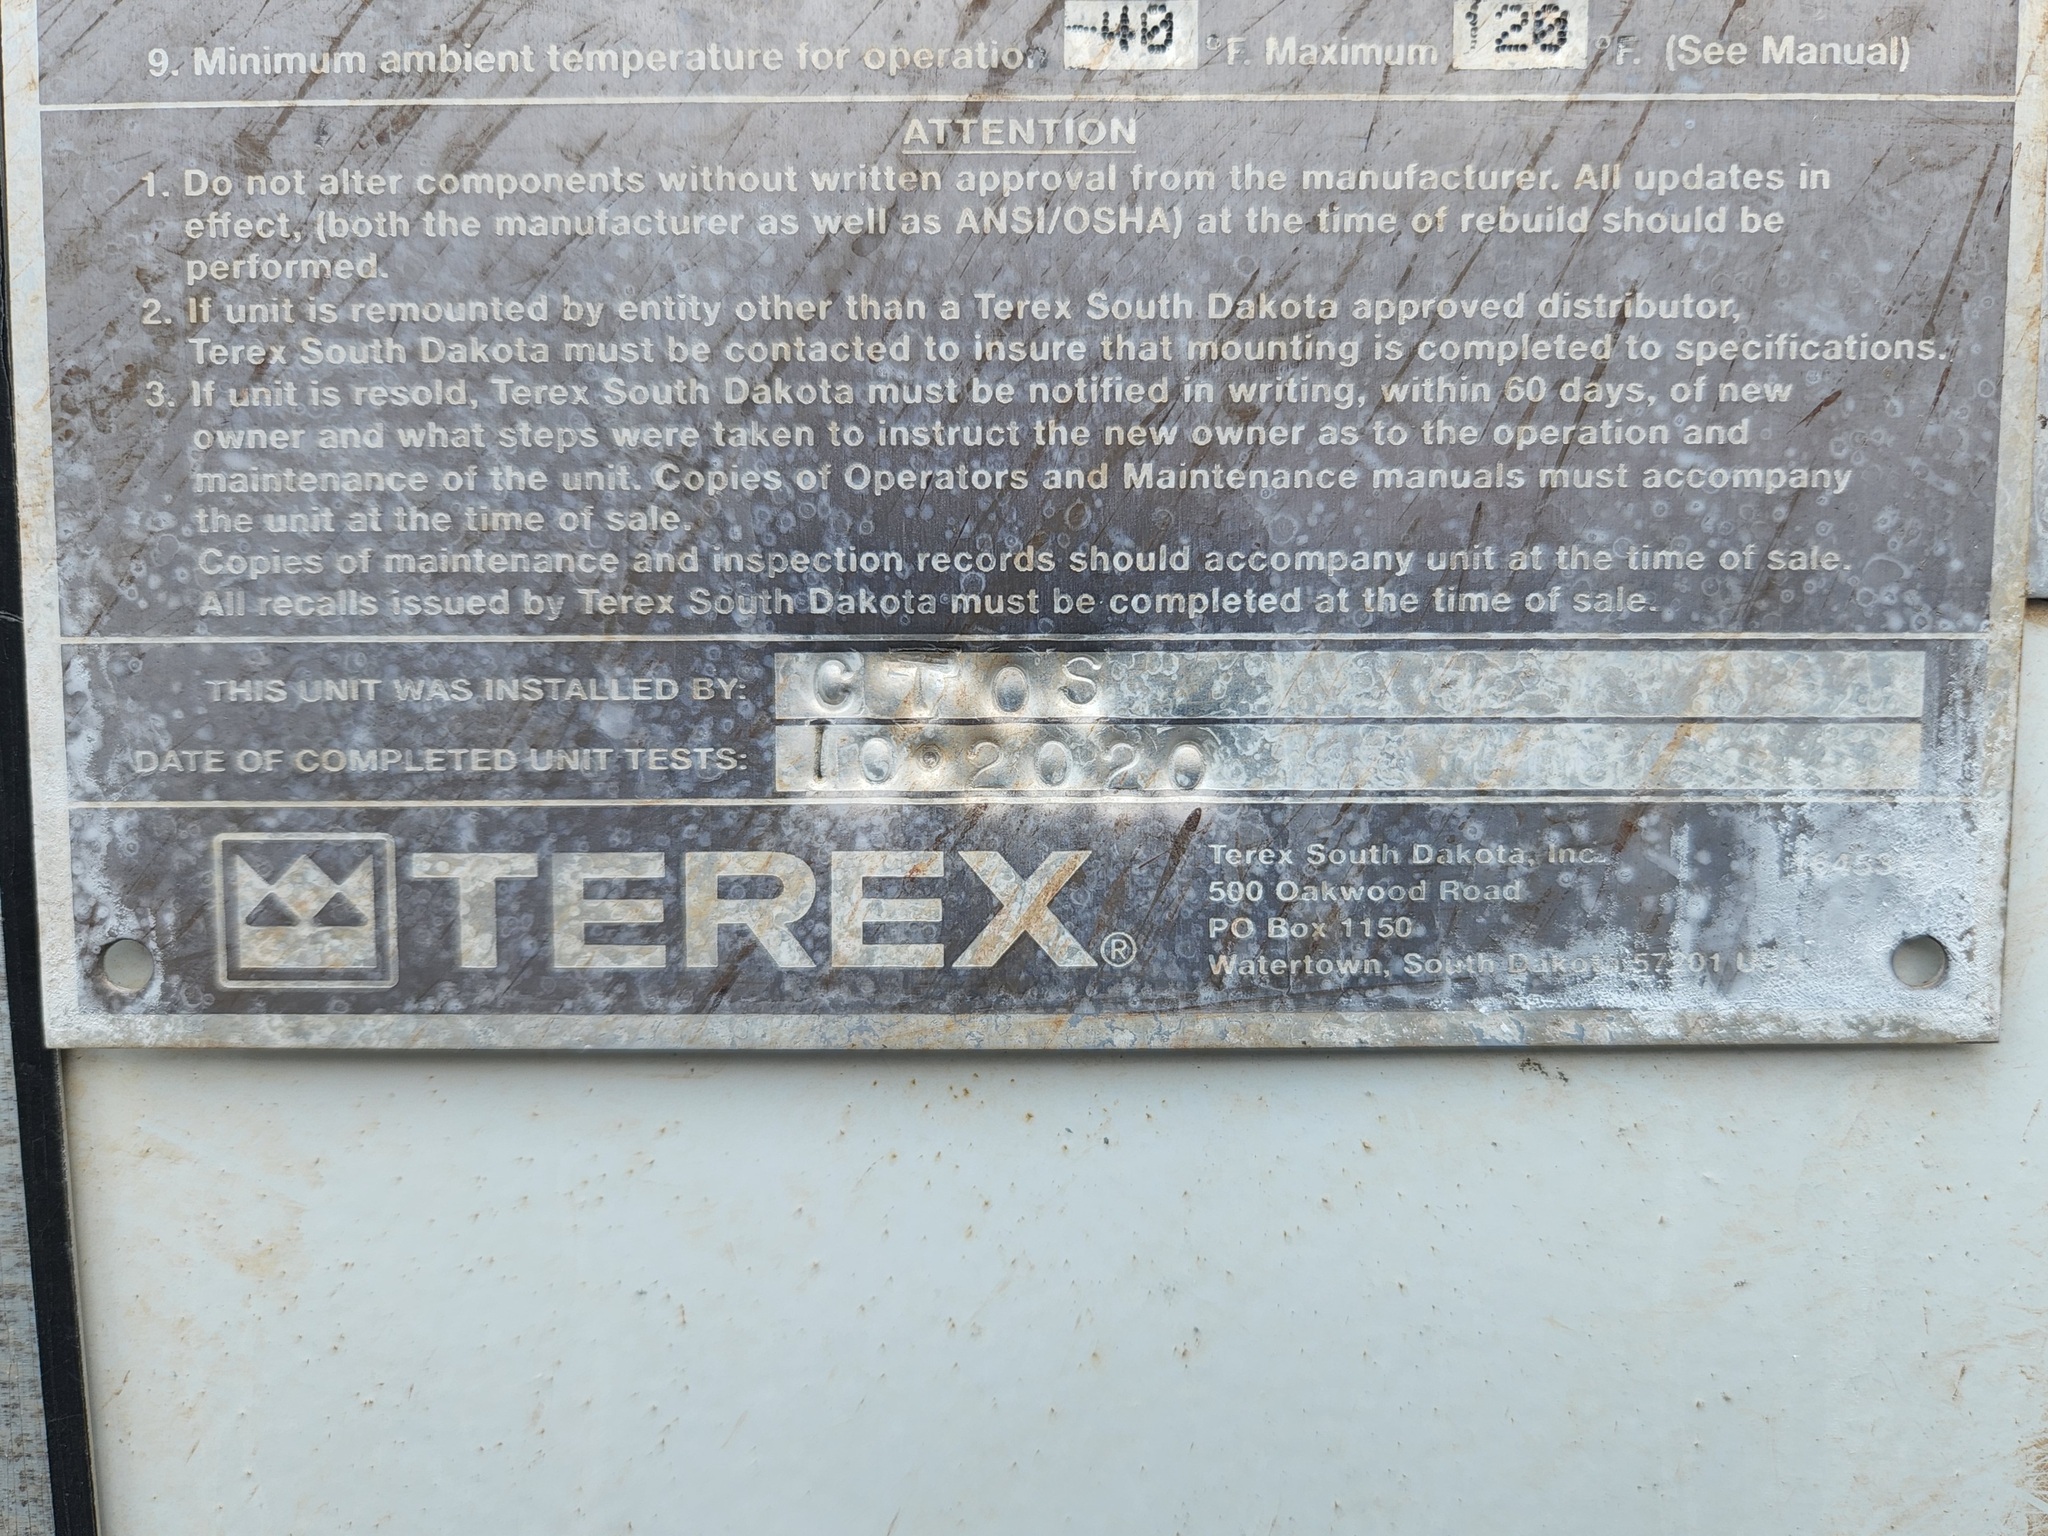 9. Minimum ambient temperature for operation -40 °F. Maximum 120 °F. (See Manual)
ATTENTION
1. Do not alter components without written approval from the manufacturer. All updates in
effect, (both the manufacturer as well as ANSI/OSHA) at the time of rebuild should be
performed.
2. If unit is remounted by entity other than a Terex South Dakota approved distributor,
Terex South Dakota must be contacted to insure that mounting is completed to specifications.
3. If unit is resold, Terex South Dakota must be notified in writing, within 60 days, of new
owner and what steps were taken to instruct the new owner as to the operation and
maintenance of the unit. Copies of Operators and Maintenance manuals must accompany
the unit at the time of sale.
Copies of maintenance and inspection records should accompany unit at the time of sale.
All recalls issued by Terex South Dakota must be completed at the time of sale.
THIS UNIT WAS INSTALLED BY: CTOS
DATE OF COMPLETED UNIT TESTS: 10·2020
TEREX®
Terex South Dakota, Inc.
500 Oakwood Road
PO Box 1150
Watertown, South Dakota 57201